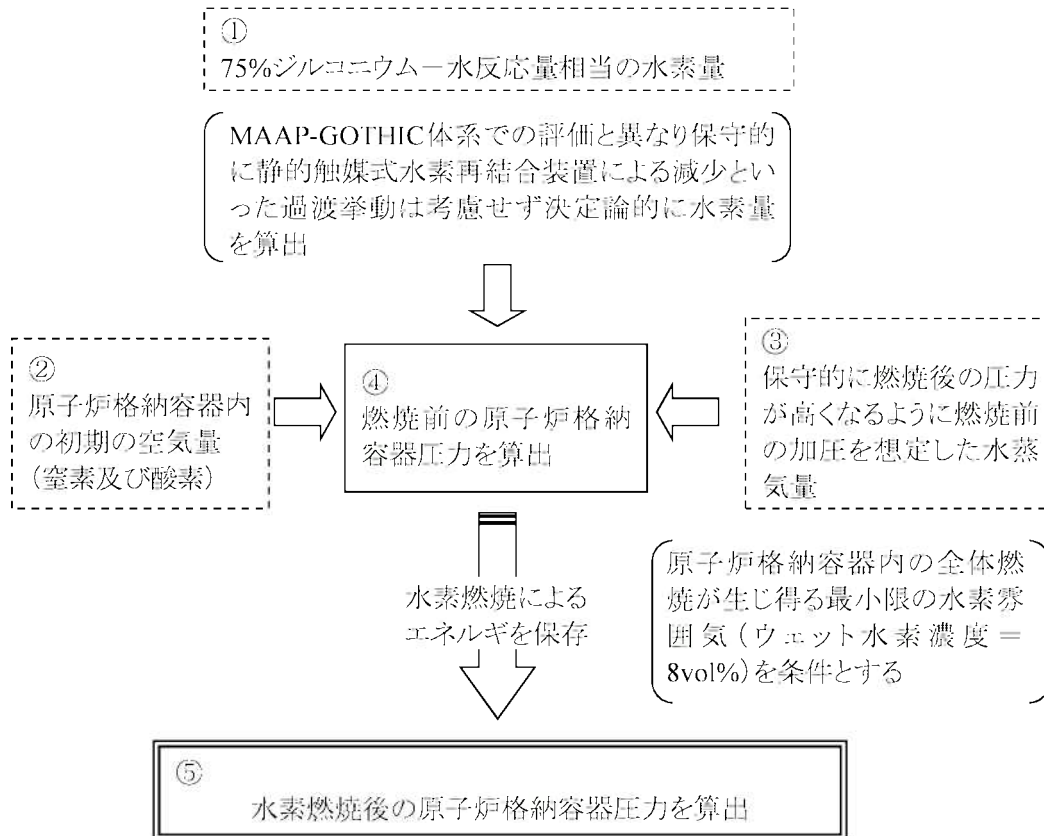 ①
75%ジルコニウム－水反応量相当の水素量
MAAP-GOTHIC体系での評価と異なり保守的
に静的触媒式水素再結合装置による減少とい
った過渡挙動は考慮せず決定論的に水素量
を算出
②
原子炉格納容器内
の初期の空気量
(窒素及び酸素)
④
燃焼前の原子炉格納
容器圧力を算出
③
保守的に燃焼後の圧力
が高くなるように燃焼前
の加圧を想定した水蒸
気量
水素燃焼による
エネルギを保存
原子炉格納容器内の全体燃
焼が生じ得る最小限の水素雰
囲気(ウェット水素濃度＝
8vol%)を条件とする
⑤
水素燃焼後の原子炉格納容器圧力を算出